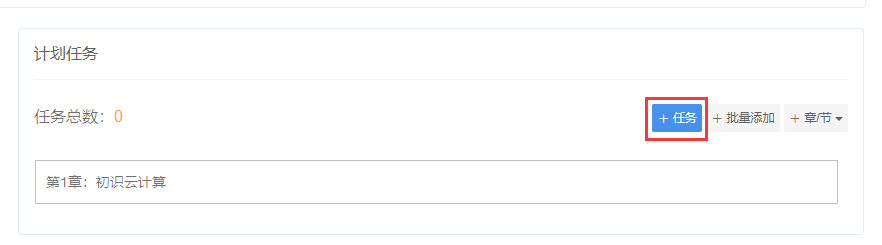 计划任务
任务总数：0
+ 任务 + 批量添加 + 章/节
第1章：初识云计算